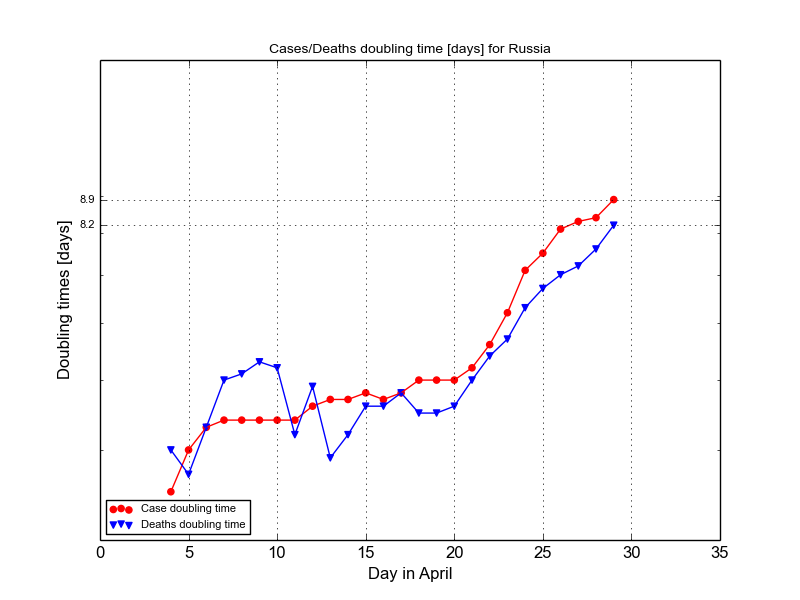 Cases/Deaths doubling time [days] for Russia
8.9
8.2
Doubling times [days]
Case doubling time
Deaths doubling time
0 5 10 15 20 25 30 35
Day in April